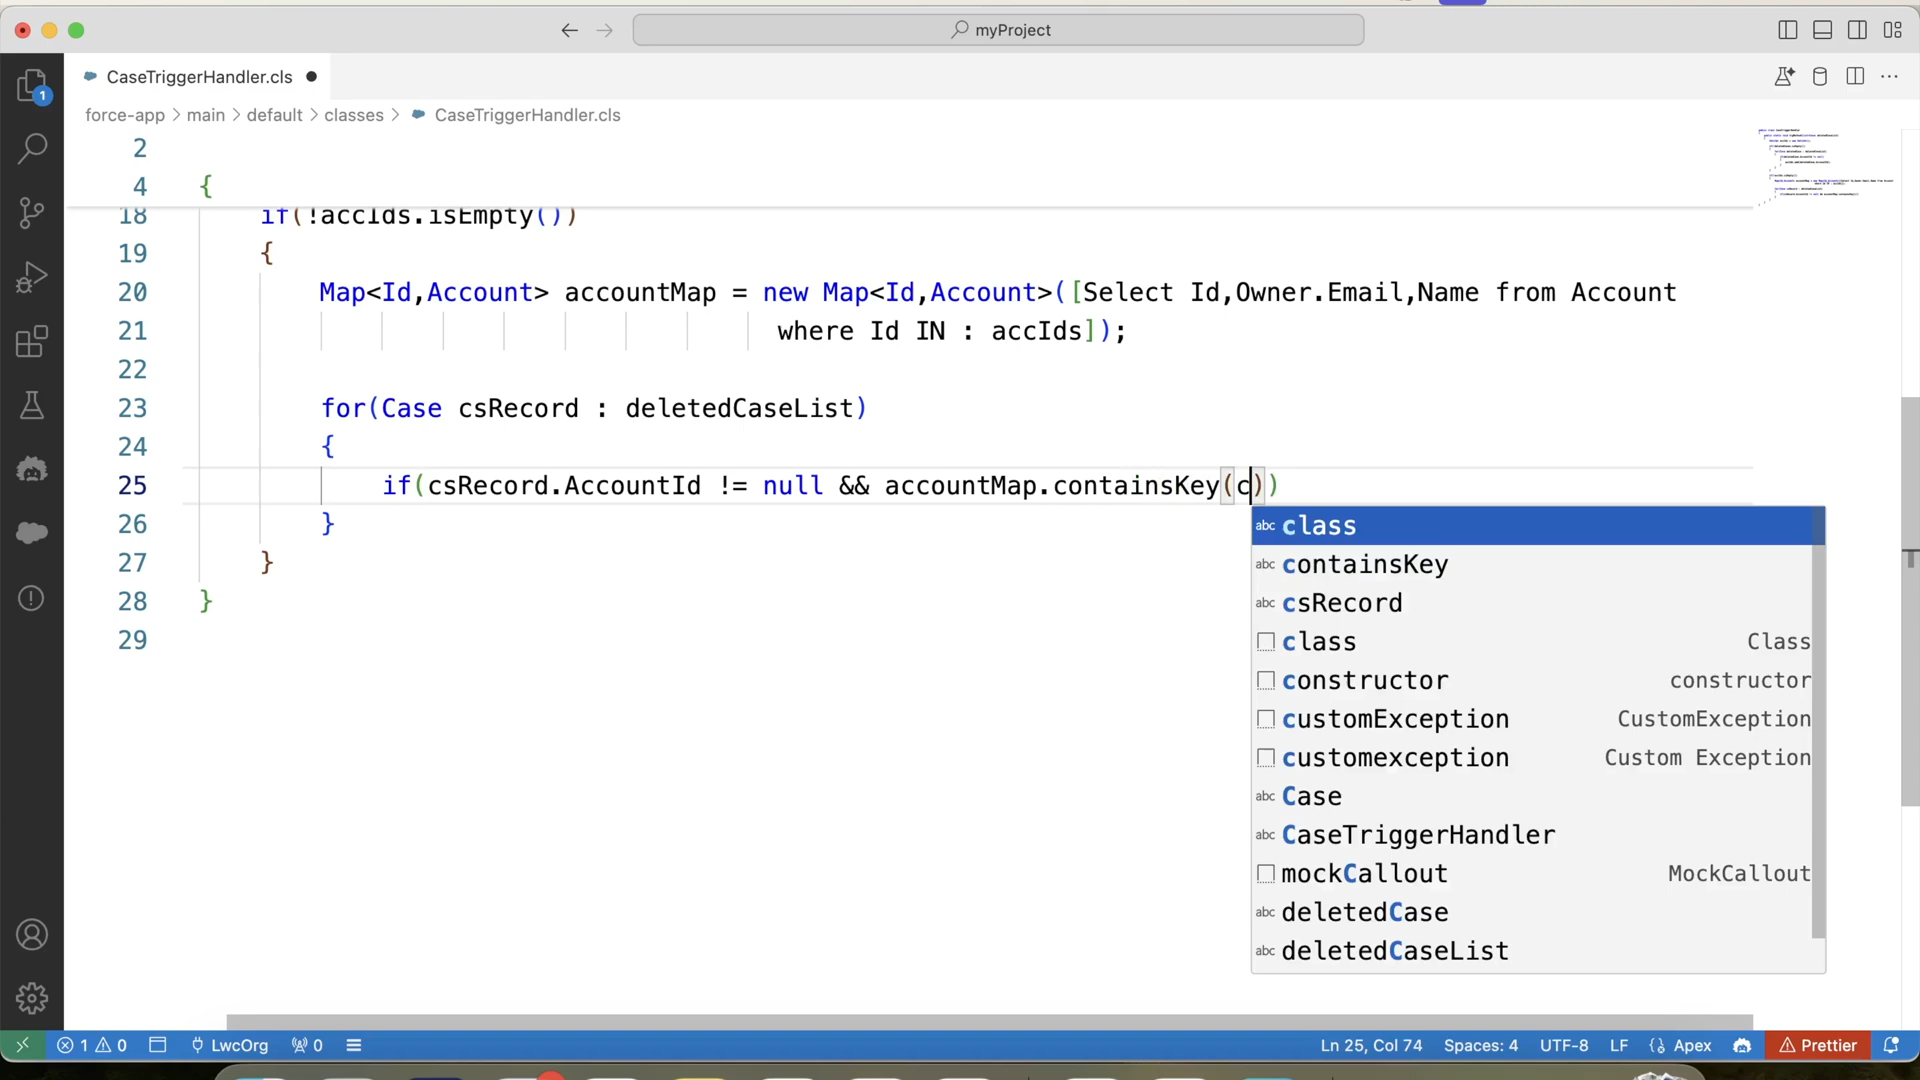 myProject
CaseTriggerHandler.cls
force-app > main > default > classes > CaseTriggerHandler.cls
1
2
4 {
18 if(!accIds.isEmpty())
19 {
20 Map<Id,Account> accountMap = new Map<Id,Account>([Select Id,Owner.Email,Name from Account
21 where Id IN : accIds]);
22
23 for(Case csRecord : deletedCaseList)
24 {
25 if(csRecord.AccountId != null && accountMap.containsKey(c))
26 }
27 }
28 }
29
abc class
abc containsKey
abc csRecord
class Class
constructor constructor
customException CustomException
customexception Custom Exception
abc Case
abc CaseTriggerHandler
mockCallout MockCallout
abc deletedCase
abc deletedCaseList
1 0 LwcOrg 0 Ln 25, Col 74 Spaces: 4 UTF-8 LF Apex Prettier